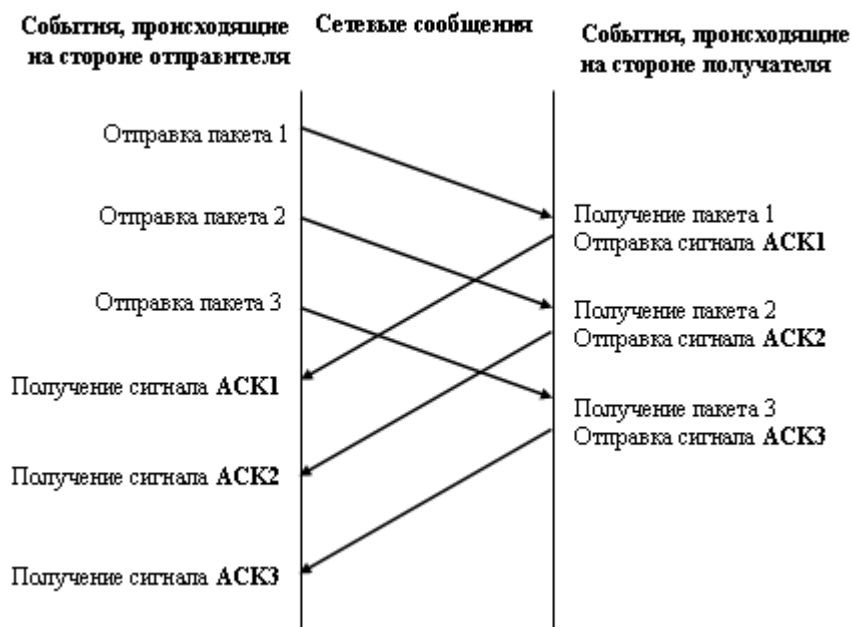 События, происходящие
на стороне отправителя
Сетевые сообщения
События, происходящие
на стороне получателя
Отправка пакета 1
Отправка пакета 2
Отправка пакета 3
Получение сигнала ACK1
Получение сигнала ACK2
Получение сигнала ACK3
Получение пакета 1
Отправка сигнала ACK1
Получение пакета 2
Отправка сигнала ACK2
Получение пакета 3
Отправка сигнала ACK3